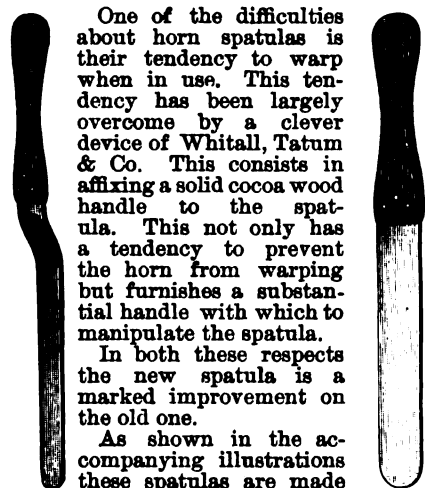 One of the difficulties
about horn spatulas is
their tendency to warp
when in use. This ten-
dency has been largely
overcome by a clever
device of Whitall, Tatum
& Co. This consists in
affixing a solid cocoa wood
handle to the spat-
ula. This not only has
a tendency to prevent
the horn from warping
but furnishes a substan-
tial handle with which to
manipulate the spatula.
In both these respects
the new spatula is a
marked improvement on
the old one.
As shown in the ac-
companying illustrations
these spatulas are made